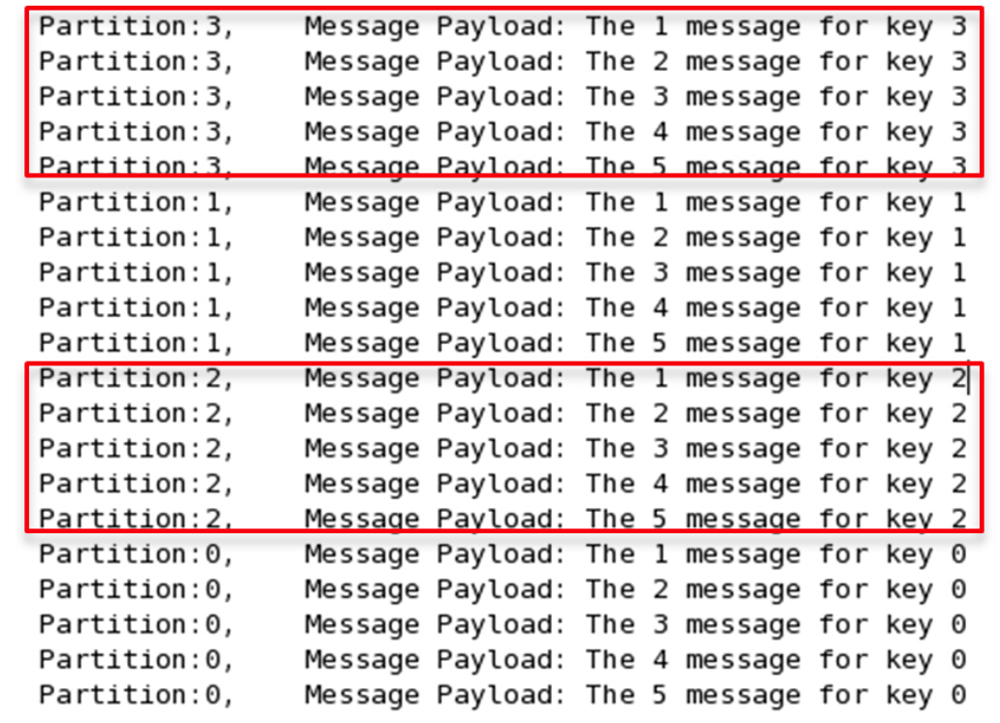 Partition:3,    Message Payload: The 1 message for key 3
Partition:3,    Message Payload: The 2 message for key 3
Partition:3,    Message Payload: The 3 message for key 3
Partition:3,    Message Payload: The 4 message for key 3
Partition:3,    Message Payload: The 5 message for key 3
Partition:1,    Message Payload: The 1 message for key 1
Partition:1,    Message Payload: The 2 message for key 1
Partition:1,    Message Payload: The 3 message for key 1
Partition:1,    Message Payload: The 4 message for key 1
Partition:1,    Message Payload: The 5 message for key 1
Partition:2,    Message Payload: The 1 message for key 2
Partition:2,    Message Payload: The 2 message for key 2
Partition:2,    Message Payload: The 3 message for key 2
Partition:2,    Message Payload: The 4 message for key 2
Partition:2,    Message Payload: The 5 message for key 2
Partition:0,    Message Payload: The 1 message for key 0
Partition:0,    Message Payload: The 2 message for key 0
Partition:0,    Message Payload: The 3 message for key 0
Partition:0,    Message Payload: The 4 message for key 0
Partition:0,    Message Payload: The 5 message for key 0